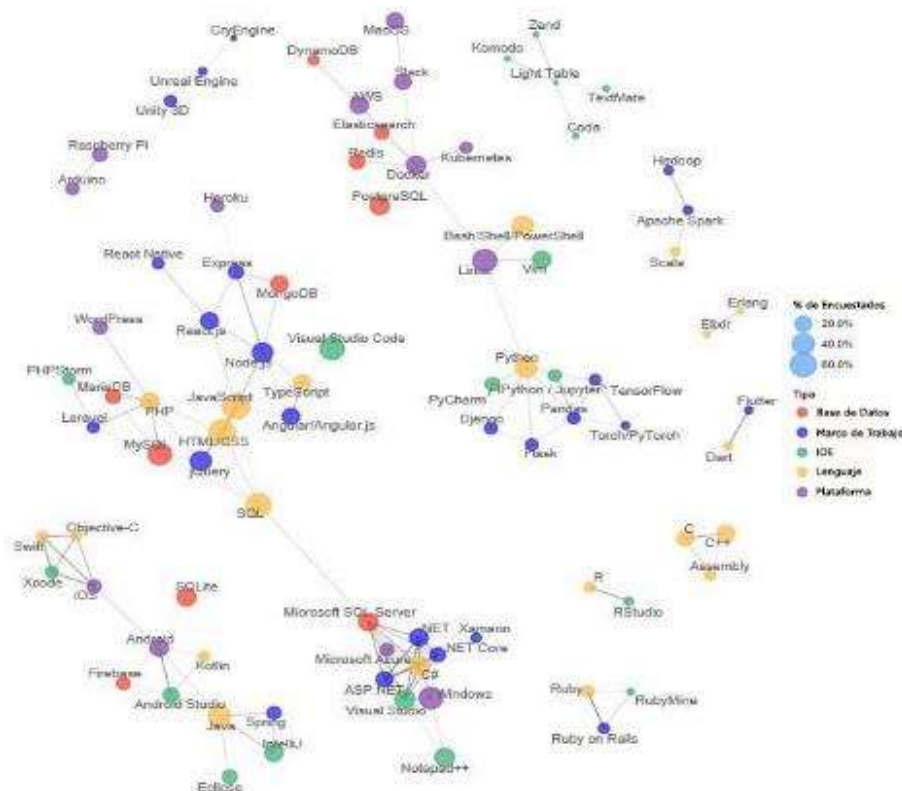 CryEngine
MacOS
Zend
DynamoDB
Komodo
Unreal Engine
Slack
Light Table
AWS
TextMate
Unity 3D
Elasticsearch
Coda
Raspberry Pi
Redis
Kubernetes
Hadoop
Arduino
Docker
PostgreSQL
Heroku
Apache Spark
Bash/Shell/PowerShell
React Native
Express
Linux
Vim
Scala
MongoDB
WordPress
React.js
Visual Studio Code
Erlang
Elixir
% de Encuestados
20.0%
40.0%
60.0%
Node.js
Python
PHPStorm
MariaDB
JavaScript
TypeScript
IPython / Jupyter
TensorFlow
PyCharm
Laravel
PHP
Angular/Angular.js
Django
Pandas
Torch/PyTorch
Flutter
MySQL
HTML/CSS
Flask
Dart
jQuery
Tipo
Base de Datos
Marco de Trabajo
IDE
Lenguaje
Plataforma
SQL
Objective-C
Swift
C
C++
Xcode
iOS
Assembly
SQLite
R
RStudio
Microsoft SQL Server
.NET
Xamarin
Android
Kotlin
Microsoft Azure
.NET Core
C#
Firebase
Android Studio
ASP.NET
Windows
Ruby
RubyMine
Java
Spring
Visual Studio
IntelliJ
Ruby on Rails
Notepad++
Eclipse